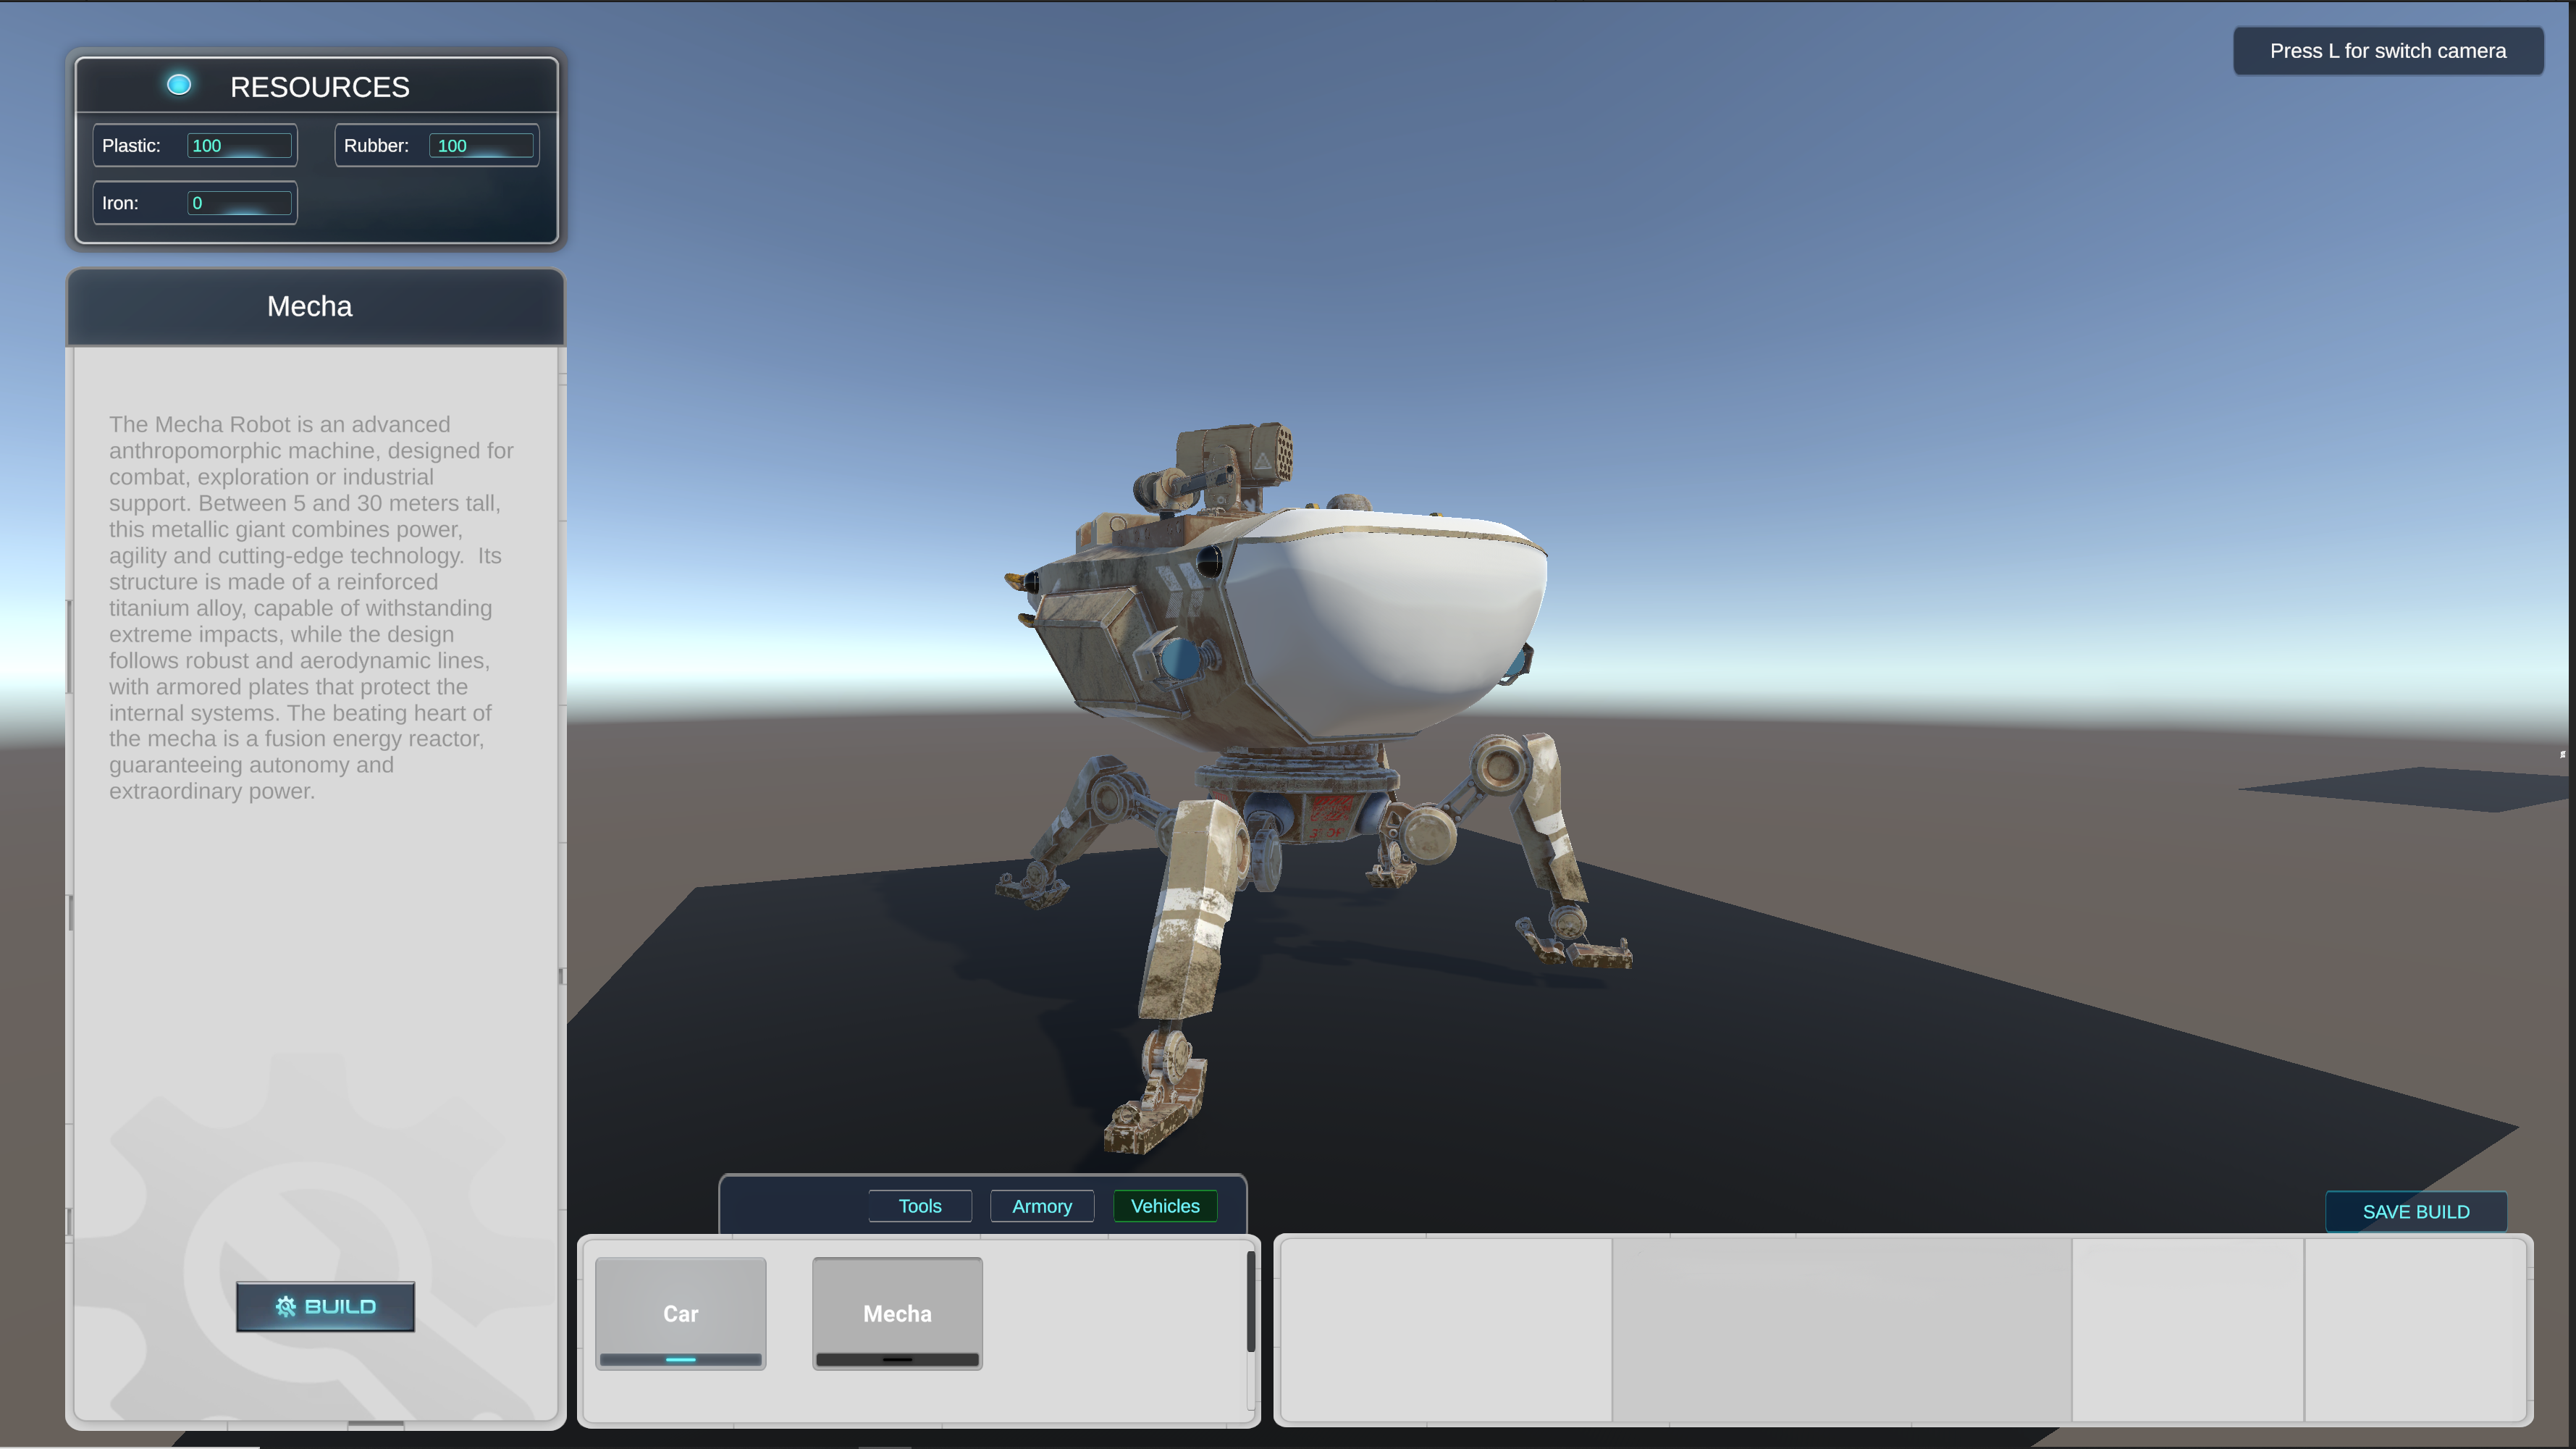 Press L for switch camera
RESOURCES
Plastic: 100 Rubber: 100
Iron: 0
Mecha
The Mecha Robot is an advanced
anthropomorphic machine, designed for
combat, exploration or industrial
support. Between 5 and 30 meters tall,
this metallic giant combines power,
agility and cutting-edge technology.  Its
structure is made of a reinforced
titanium alloy, capable of withstanding
extreme impacts, while the design
follows robust and aerodynamic lines,
with armored plates that protect the
internal systems. The beating heart of
the mecha is a fusion energy reactor,
guaranteeing autonomy and
extraordinary power.
BUILD
Tools Armory Vehicles
SAVE BUILD
Car Mecha